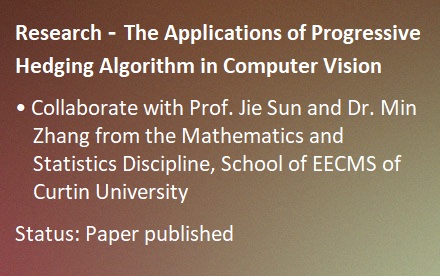 Research - The Applications of Progressive
Hedging Algorithm in Computer Vision
• Collaborate with Prof. Jie Sun and Dr. Min
Zhang from the Mathematics and
Statistics Discipline, School of EECMS of
Curtin University
Status: Paper published